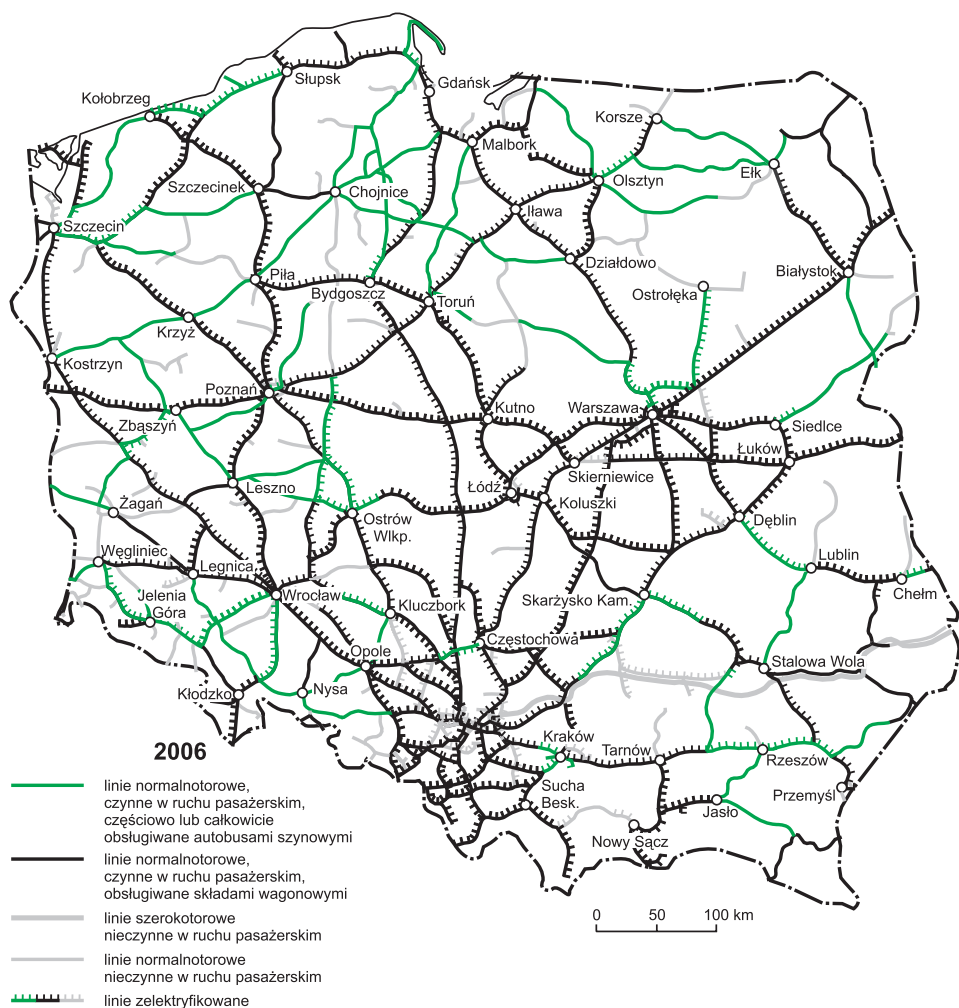 Słupsk
Kołobrzeg
Gdańsk
Korsze
Malbork
Szczecinek
Chojnice
Olsztyn
Ełk
Iława
Szczecin
Działdowo
Białystok
Piła
Bydgoszcz
Toruń
Ostrołęka
Krzyż
Kostrzyn
Poznań
Kutno
Warszawa
Zbąszyń
Siedlce
Łuków
Skierniewice
Leszno
Łódź
Koluszki
Żagań
Ostrów
Wlkp.
Dęblin
Węgliniec
Legnica
Lublin
Jelenia
Góra
Wrocław
Kluczbork
Skarżysko Kam.
Chełm
Częstochowa
Opole
Stalowa Wola
Kłodzko
Nysa
Kraków
Tarnów
Rzeszów
Sucha
Besk.
Przemyśl
Jasło
Nowy Sącz
2006
linie normalnotorowe,
czynne w ruchu pasażerskim,
częściowo lub całkowicie
obsługiwane autobusami szynowymi
linie normalnotorowe,
czynne w ruchu pasażerskim,
obsługiwane składami wagonowymi
linie szerokotorowe
nieczynne w ruchu pasażerskim
linie normalnotorowe
nieczynne w ruchu pasażerskim
linie zelektryfikowane
0 50 100 km